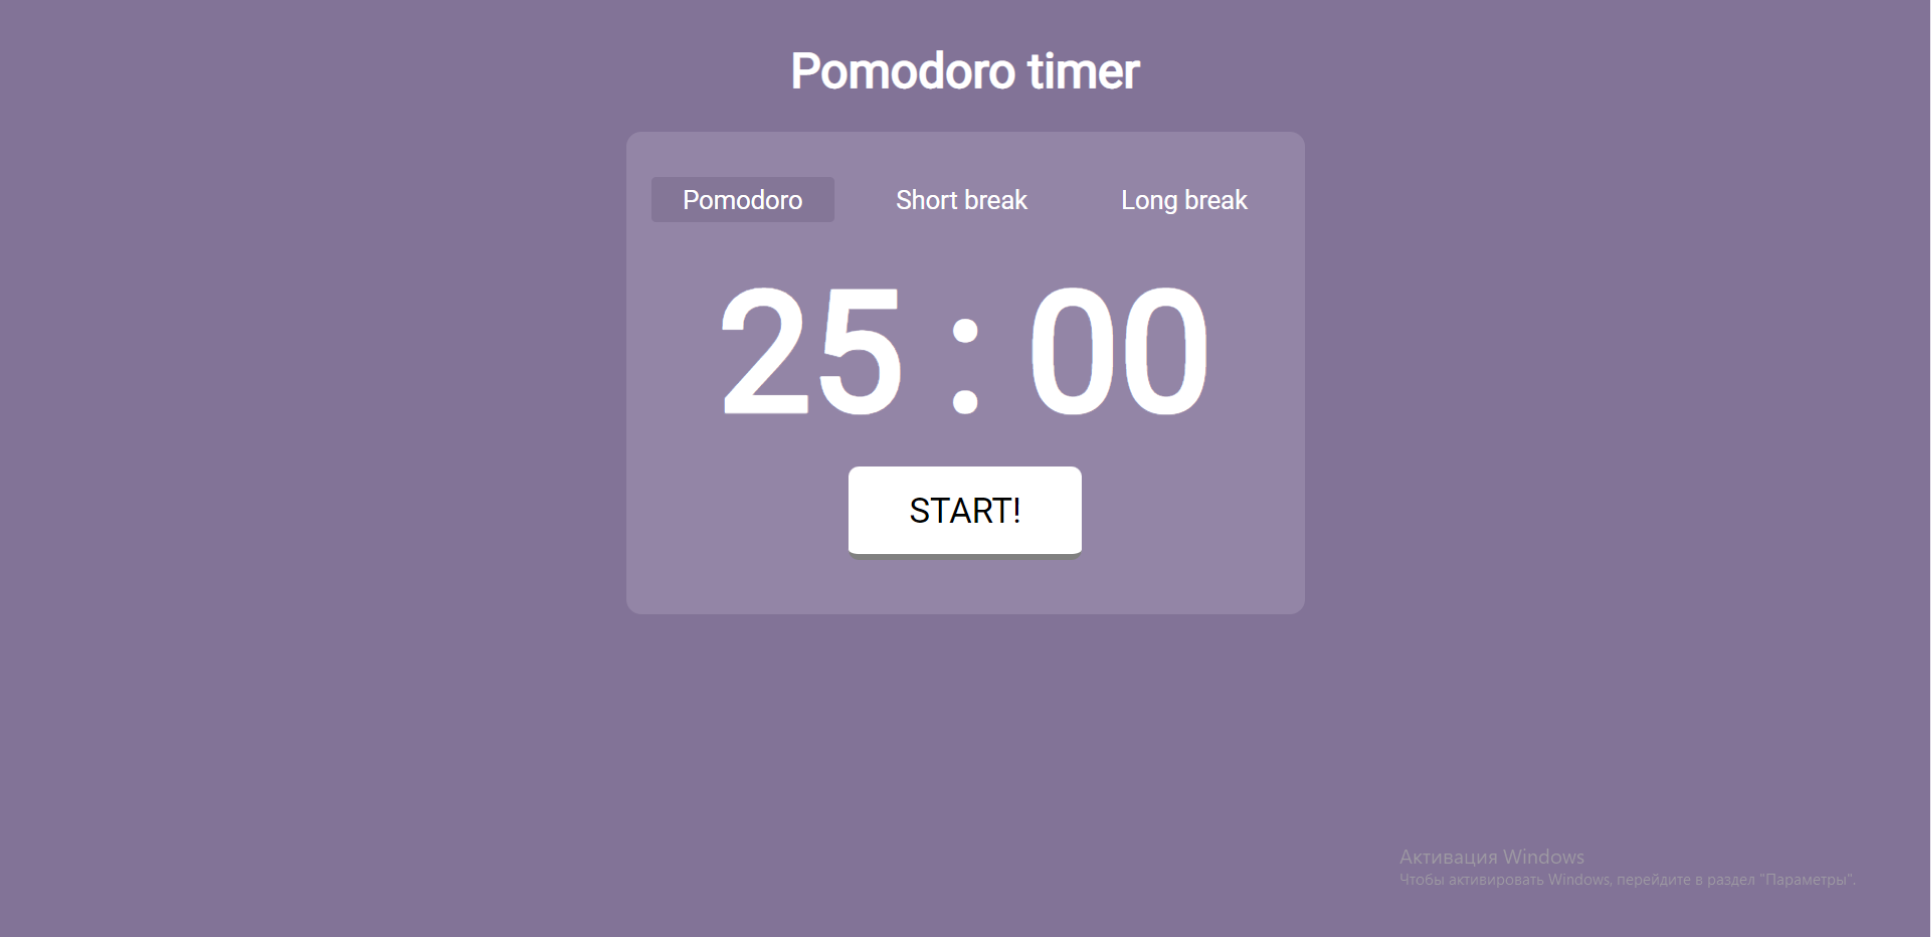 Pomodoro timer
Pomodoro Short break Long break
25 : 00
START!
Активация Windows
Чтобы активировать Windows, перейдите в раздел "Параметры".